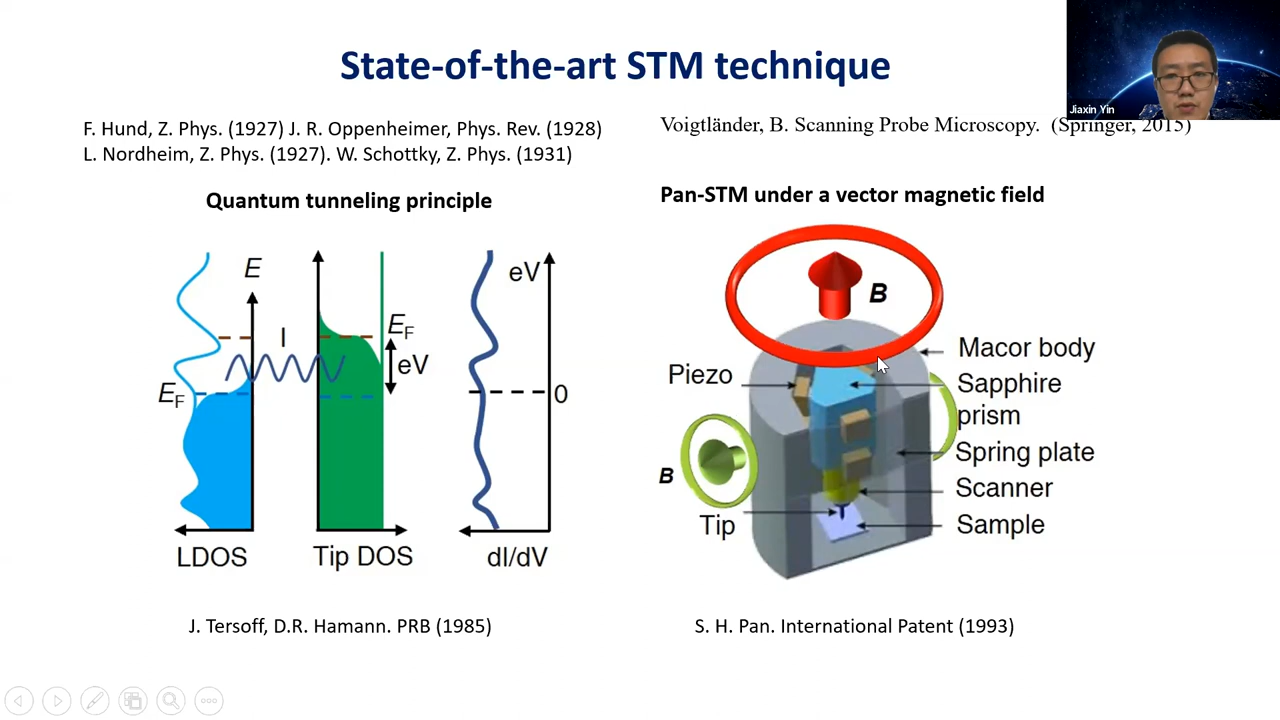 State-of-the-art STM technique
Jiaxin Yin
F. Hund, Z. Phys. (1927) J. R. Oppenheimer, Phys. Rev. (1928)
L. Nordheim, Z. Phys. (1927). W. Schottky, Z. Phys. (1931)
Voigtländer, B. Scanning Probe Microscopy. (Springer, 2015)
Quantum tunneling principle
Pan-STM under a vector magnetic field
E
I
EF
EF
eV
LDOS
Tip DOS
eV
0
dI/dV
B
B
Piezo
Tip
Macor body
Sapphire
prism
Spring plate
Scanner
Sample
J. Tersoff, D.R. Hamann. PRB (1985)
S. H. Pan. International Patent (1993)